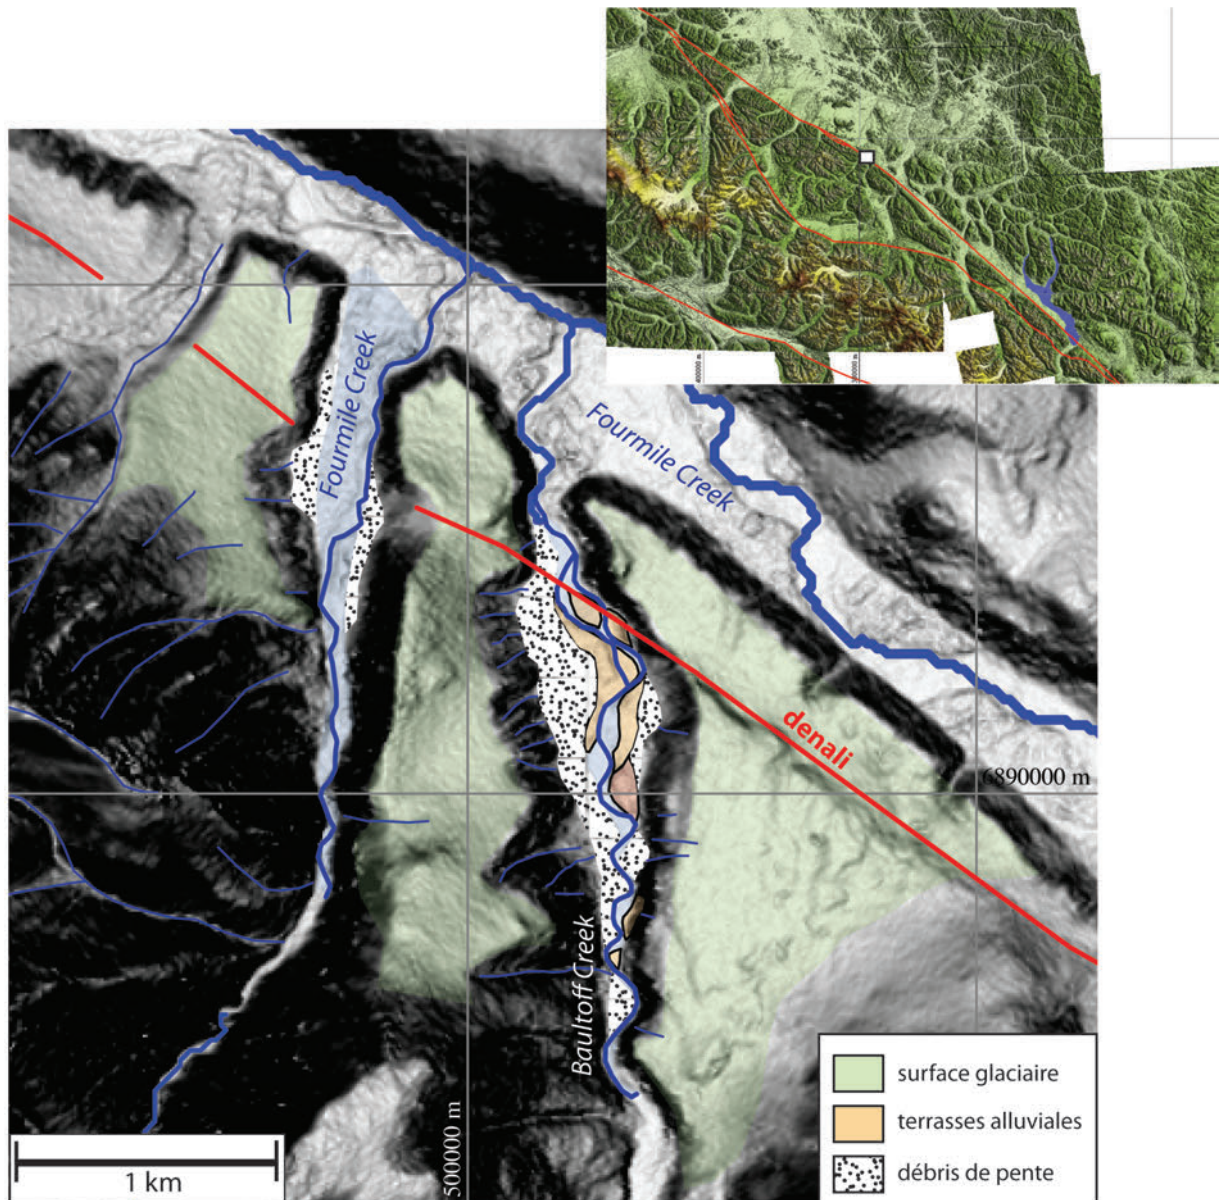 Fourmile Creek
Fourmile Creek
denali
6890000 m
Baultoff Creek
500000 m
1 km
surface glaciaire
terrasses alluviales
débris de pente